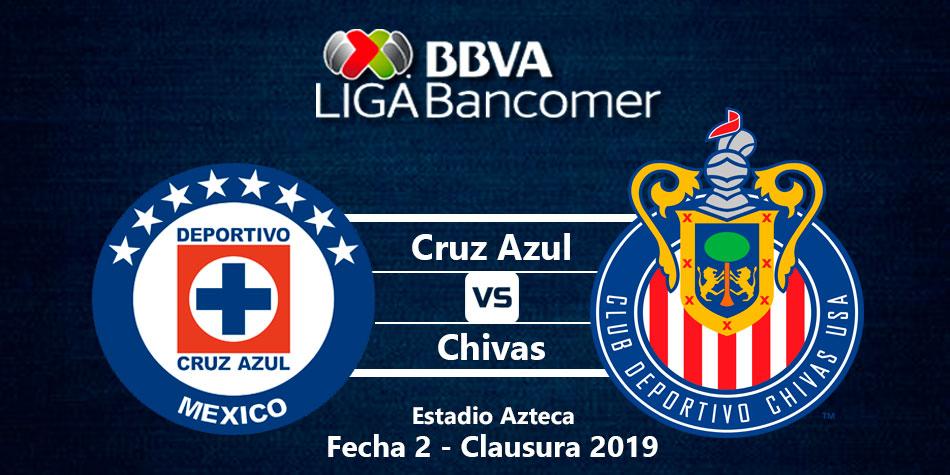 BBVA
LIGA Bancomer
DEPORTIVO
CRUZ AZUL
MEXICO
Cruz Azul
VS
Chivas
CLUB DEPORTIVO CHIVAS USA
TM
Estadio Azteca
Fecha 2 - Clausura 2019